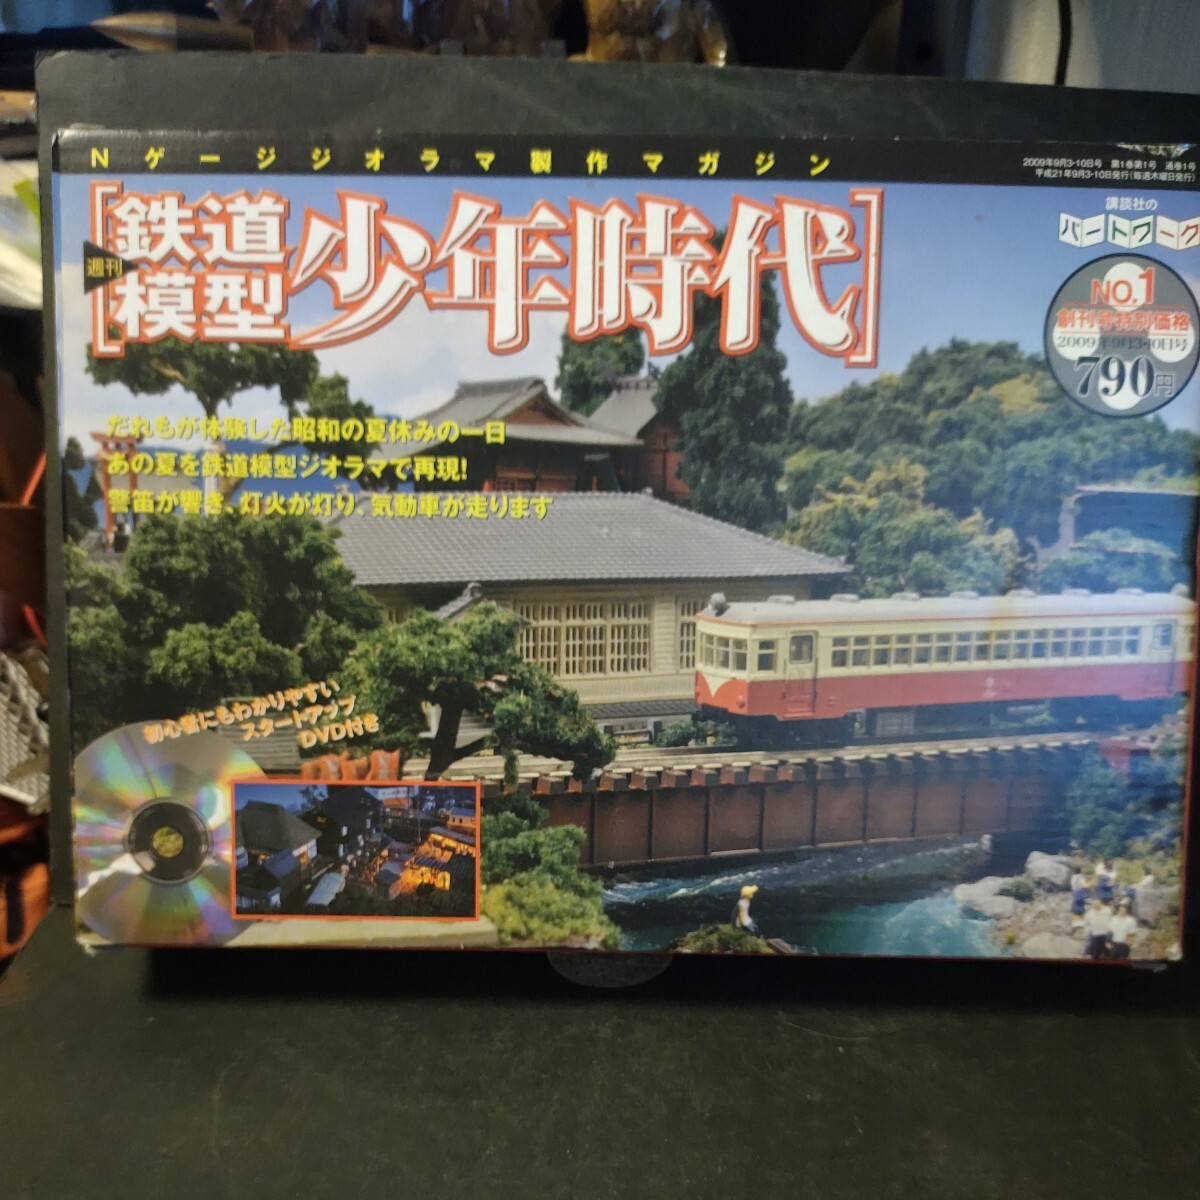 Nゲージジオラマ製作マガジン
2009年9月3・10日号 第1巻第1号 通巻1号
平成21年9月3・10日発行(毎週木曜日発行)
週刊
鉄道
模型
少年時代
講談社の
パートワーク
NO.1
創刊号特別価格
2009年9月3・10日号
790円
だれもが体験した昭和の夏休みの一日
あの夏を鉄道模型ジオラマで再現!
警笛が響き、灯火が灯り、気動車が走ります
初心者にもわかりやすい
スタートアップ
DVD付き